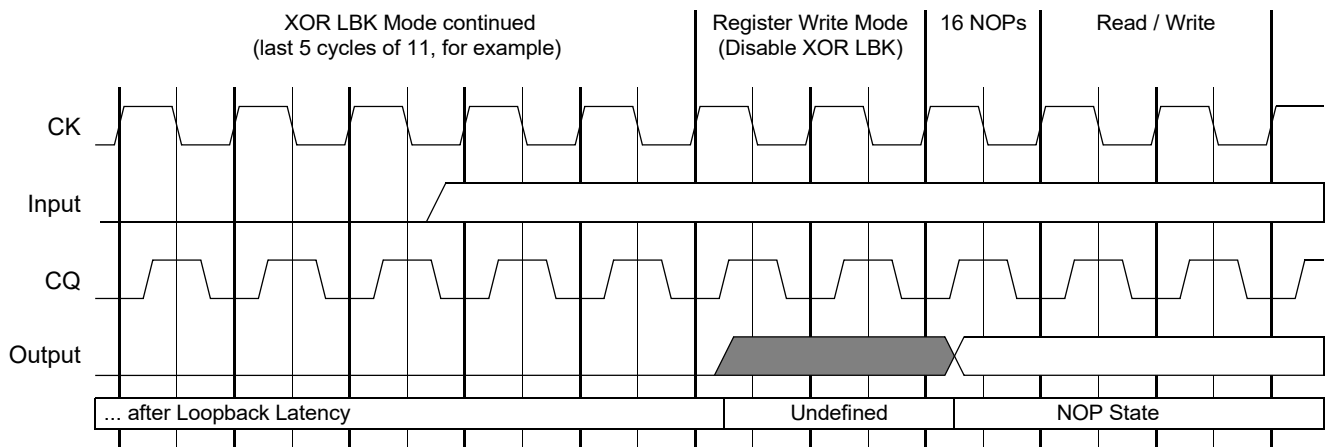 XOR LBK Mode continued
(last 5 cycles of 11, for example)
Register Write Mode
(Disable XOR LBK)
16 NOPs
Read / Write
CK
Input
CQ
Output
... after Loopback Latency
Undefined
NOP State